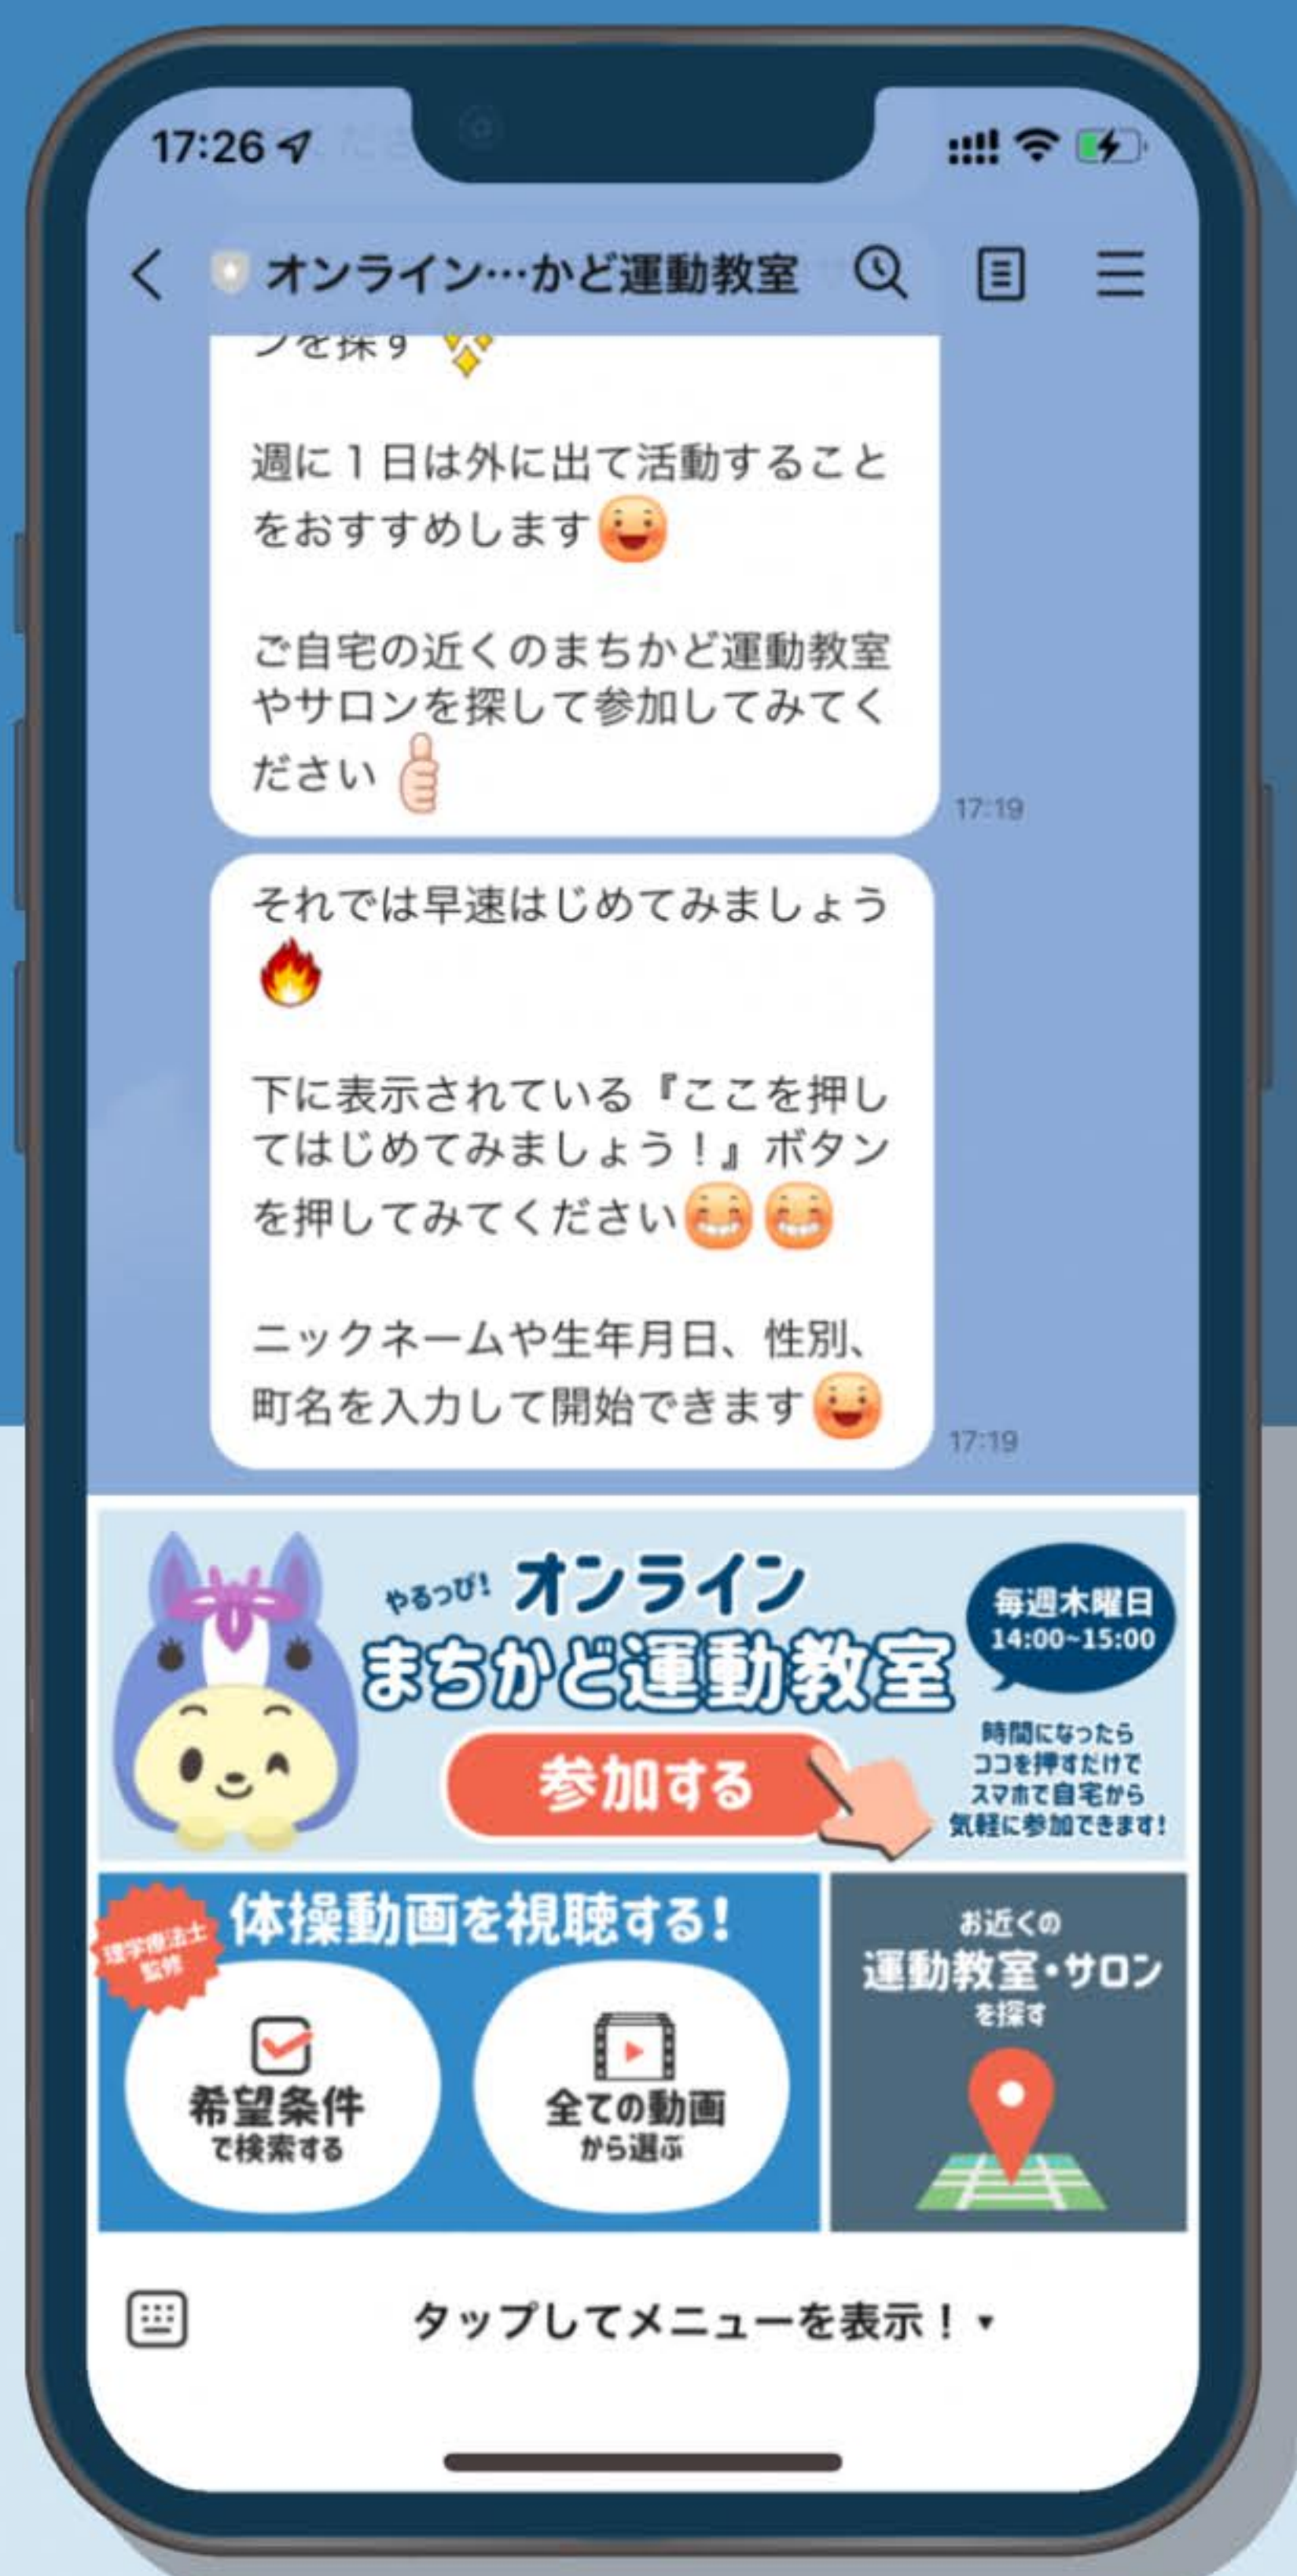 17:26
オンライン…かど運動教室
ンを探す
週に1日は外に出て活動すること
をおすすめします
ご自宅の近くのまちかど運動教室
やサロンを探して参加してみてく
ださい
17:19
それでは早速はじめてみましょう
下に表示されている『ここを押し
てはじめてみましょう！』ボタン
を押してみてください
ニックネームや生年月日、性別、
町名を入力して開始できます
17:19
やるっぴ! オンライン
まちかど運動教室
参加する
毎週木曜日
14:00~15:00
時間になったら
ココを押すだけで
スマホで自宅から
気軽に参加できます!
理学療法士
監修
体操動画を視聴する!
希望条件
で検索する
全ての動画
から選ぶ
お近くの
運動教室・サロン
を探す
タップしてメニューを表示！▼